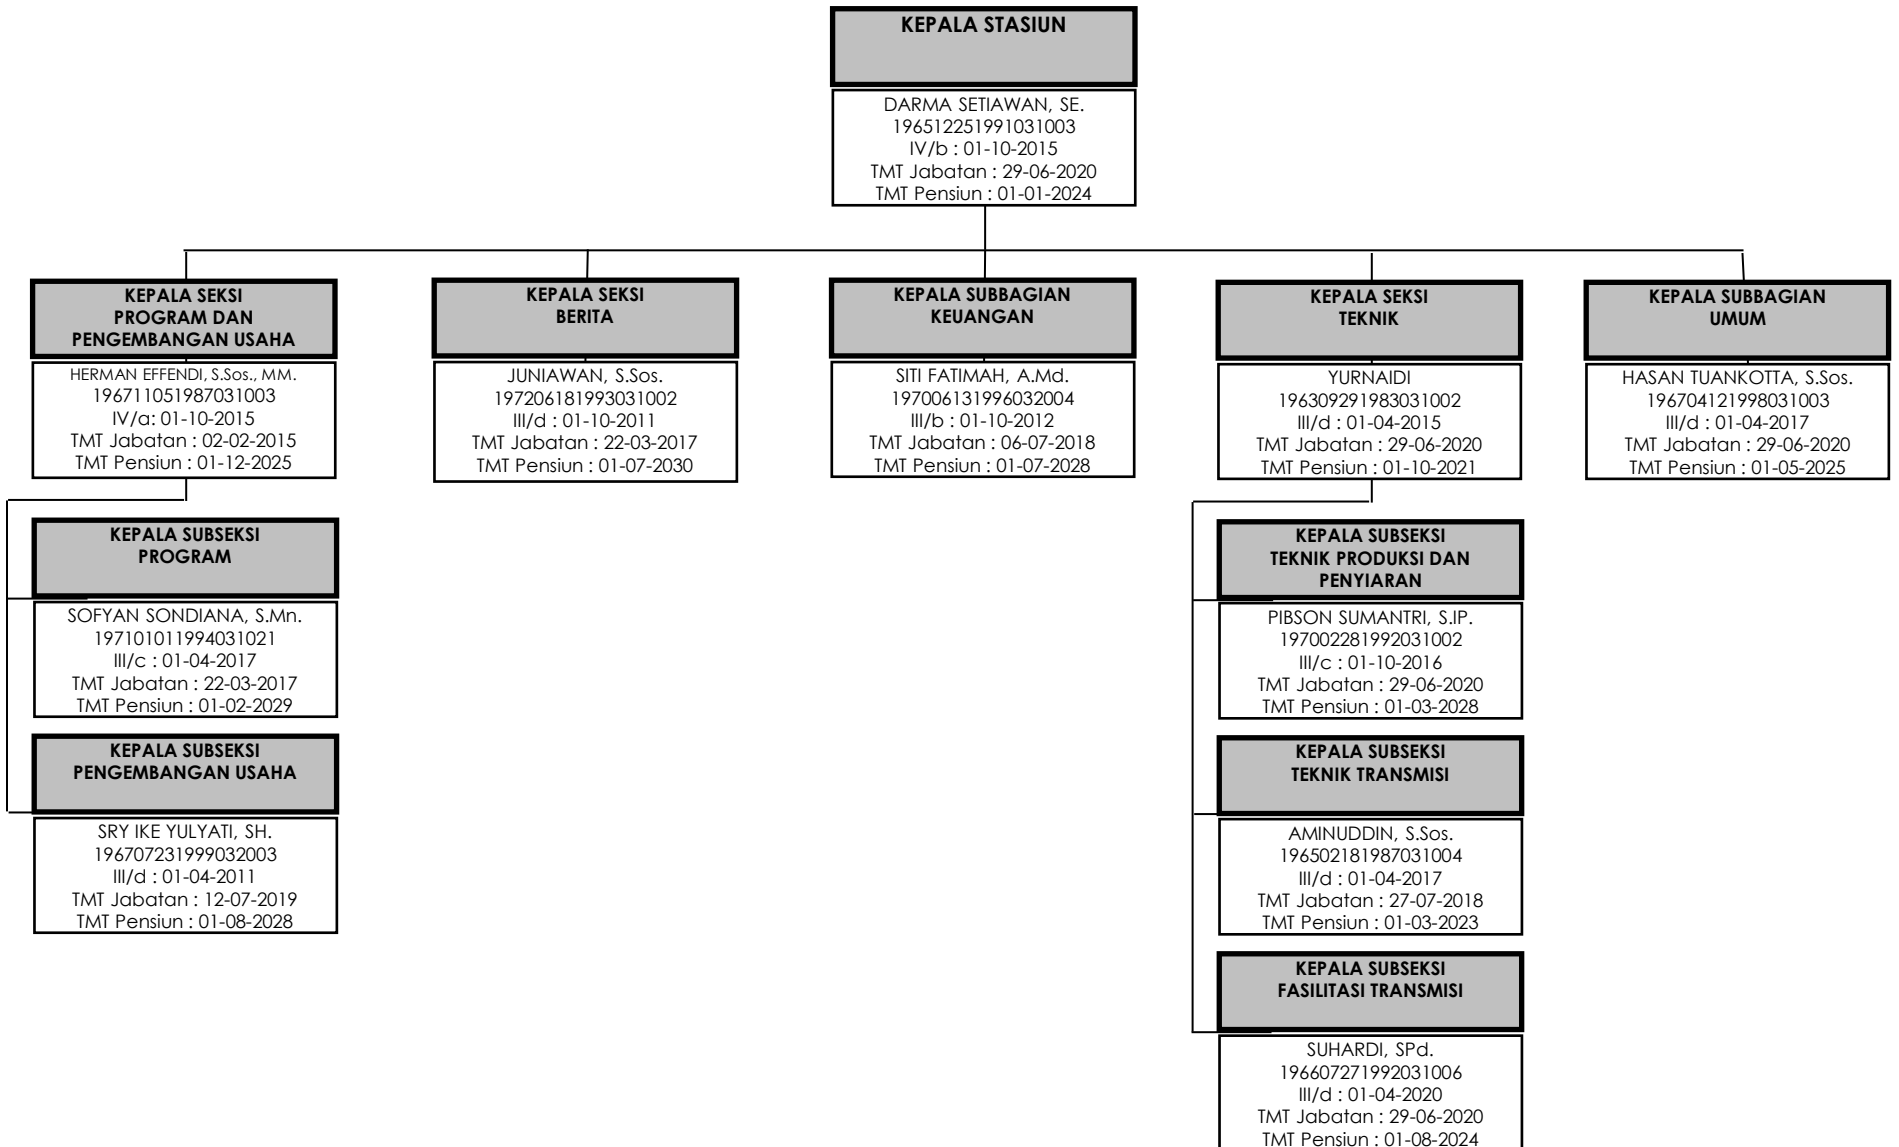 KEPALA STASIUN
DARMA SETIAWAN, SE.
196512251991031003
IV/b : 01-10-2015
TMT Jabatan : 29-06-2020
TMT Pensiun : 01-01-2024
KEPALA SEKSI
PROGRAM DAN
PENGEMBANGAN USAHA
HERMAN EFFENDI, S.Sos., MM.
196711051987031003
IV/a: 01-10-2015
TMT Jabatan : 02-02-2015
TMT Pensiun : 01-12-2025
KEPALA SEKSI
BERITA
JUNIAWAN, S.Sos.
197206181993031002
III/d : 01-10-2011
TMT Jabatan : 22-03-2017
TMT Pensiun : 01-07-2030
KEPALA SUBBAGIAN
KEUANGAN
SITI FATIMAH, A.Md.
197006131996032004
III/b : 01-10-2012
TMT Jabatan : 06-07-2018
TMT Pensiun : 01-07-2028
KEPALA SEKSI
TEKNIK
YURNAIDI
196309291983031002
III/d : 01-04-2015
TMT Jabatan : 29-06-2020
TMT Pensiun : 01-10-2021
KEPALA SUBBAGIAN
UMUM
HASAN TUANKOTTA, S.Sos.
196704121998031003
III/d : 01-04-2017
TMT Jabatan : 29-06-2020
TMT Pensiun : 01-05-2025
KEPALA SUBSEKSI
PROGRAM
SOFYAN SONDIANA, S.Mn.
197101011994031021
III/c : 01-04-2017
TMT Jabatan : 22-03-2017
TMT Pensiun : 01-02-2029
KEPALA SUBSEKSI
PENGEMBANGAN USAHA
SRY IKE YULYATI, SH.
196707231999032003
III/d : 01-04-2011
TMT Jabatan : 12-07-2019
TMT Pensiun : 01-08-2028
KEPALA SUBSEKSI
TEKNIK PRODUKSI DAN
PENYIARAN
PIBSON SUMANTRI, S.IP.
197002281992031002
III/c : 01-10-2016
TMT Jabatan : 29-06-2020
TMT Pensiun : 01-03-2028
KEPALA SUBSEKSI
TEKNIK TRANSMISI
AMINUDDIN, S.Sos.
196502181987031004
III/d : 01-04-2017
TMT Jabatan : 27-07-2018
TMT Pensiun : 01-03-2023
KEPALA SUBSEKSI
FASILITASI TRANSMISI
SUHARDI, SPd.
196607271992031006
III/d : 01-04-2020
TMT Jabatan : 29-06-2020
TMT Pensiun : 01-08-2024